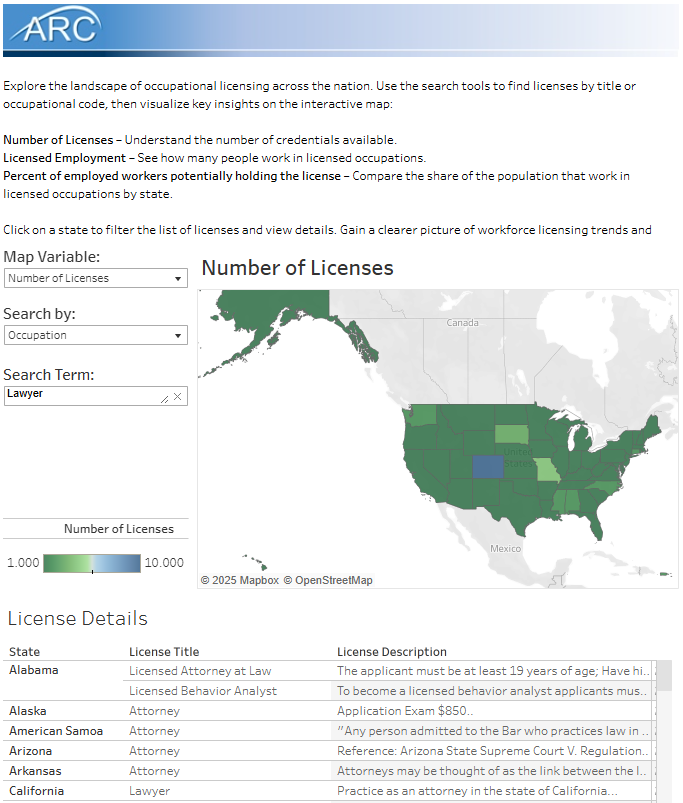 ARC
Explore the landscape of occupational licensing across the nation. Use the search tools to find licenses by title or
occupational code, then visualize key insights on the interactive map:
Number of Licenses – Understand the number of credentials available.
Licensed Employment – See how many people work in licensed occupations.
Percent of employed workers potentially holding the license – Compare the share of the population that work in
licensed occupations by state.
Click on a state to filter the list of licenses and view details. Gain a clearer picture of workforce licensing trends and
Map Variable:
Number of Licenses
Search by:
Occupation
Search Term:
Lawyer
Number of Licenses
1.000 10.000
Number of Licenses
Canada
United
States
Mexico
© 2025 Mapbox © OpenStreetMap
License Details
State License Title License Description
Alabama Licensed Attorney at Law The applicant must be at least 19 years of age; Have hi..
Licensed Behavior Analyst To become a licensed behavior analyst applicants mus..
Alaska Attorney Application Exam $850..
American Samoa Attorney "Any person admitted to the Bar who practices law in ..
Arizona Attorney Reference: Arizona State Supreme Court V. Regulation..
Arkansas Attorney Attorneys may be thought of as the link between the l..
California Lawyer Practice as an attorney in the state of California...